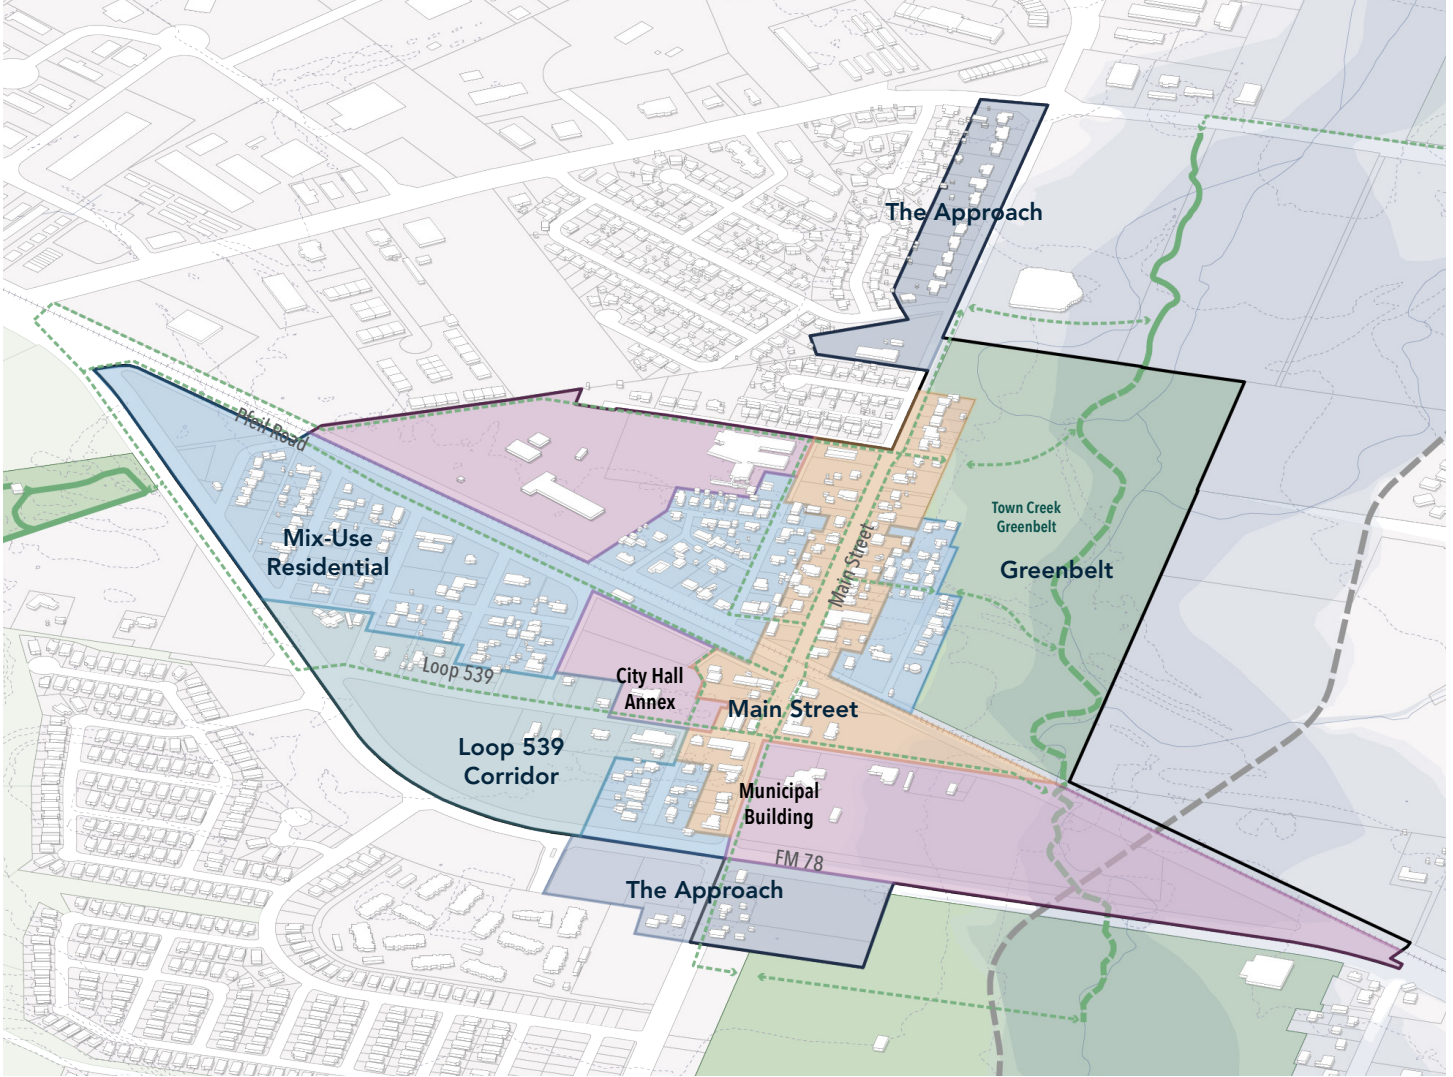 The Approach
Pfeil Road
Town Creek
Greenbelt
Mix-Use
Residential
Main Street
Greenbelt
Loop 539
City Hall
Annex
Main Street
Loop 539
Corridor
Municipal
Building
FM 78
The Approach